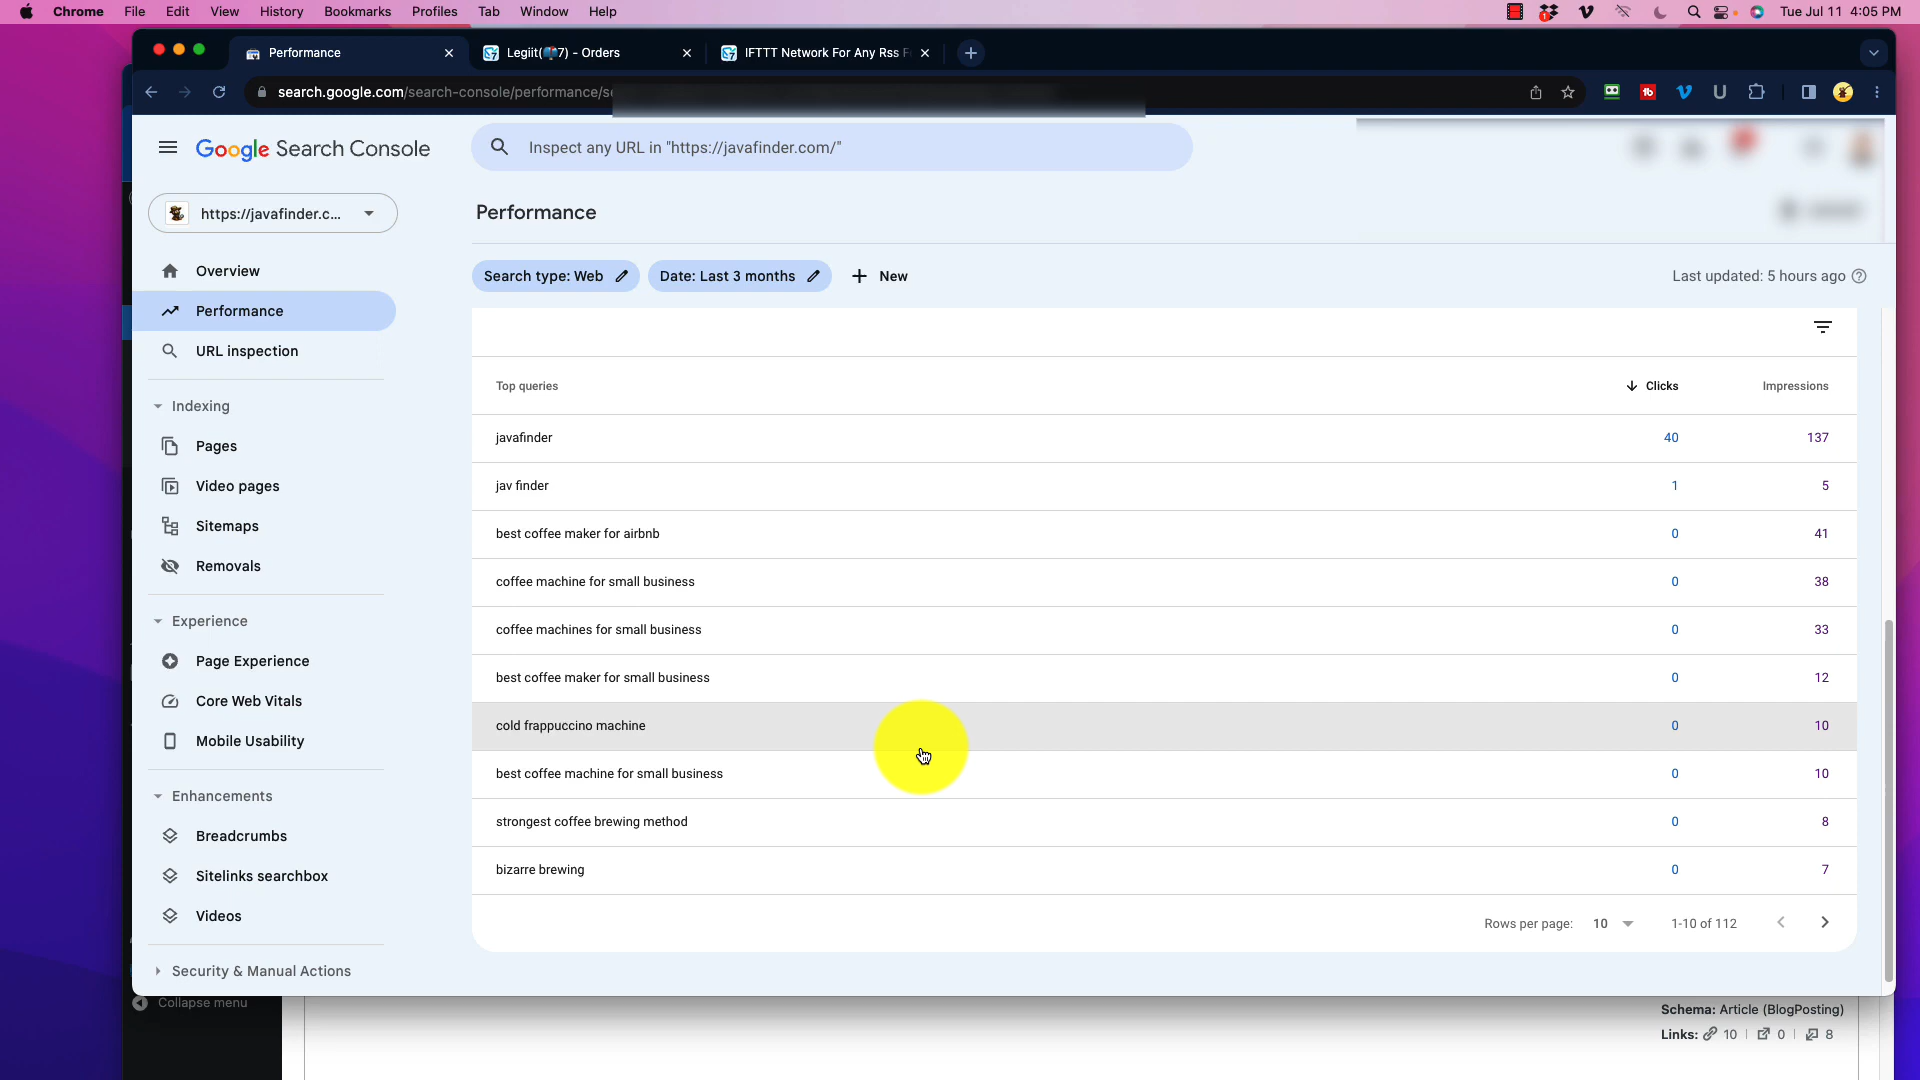 Chrome File Edit View History Bookmarks Profiles Tab Window Help Tue Jul 11 4:05 PM
Performance
Legiit(7) - Orders
IFTTT Network For Any Rss F
search.google.com/search-console/performance/s
Google Search Console
Inspect any URL in "https://javafinder.com/"
https://javafinder.c...
Performance
Search type: Web
Date: Last 3 months
New
Last updated: 5 hours ago
Overview
Performance
URL inspection
Indexing
Pages
Video pages
Sitemaps
Removals
Experience
Page Experience
Core Web Vitals
Mobile Usability
Enhancements
Breadcrumbs
Sitelinks searchbox
Videos
Security & Manual Actions
Top queries Clicks Impressions
javafinder 40 137
jav finder 1 5
best coffee maker for airbnb 0 41
coffee machine for small business 0 38
coffee machines for small business 0 33
best coffee maker for small business 0 12
cold frappuccino machine 0 10
best coffee machine for small business 0 10
strongest coffee brewing method 0 8
bizarre brewing 0 7
Rows per page: 10 1-10 of 112
Collapse menu
Schema: Article (BlogPosting)
Links: 10 | 0 | 8